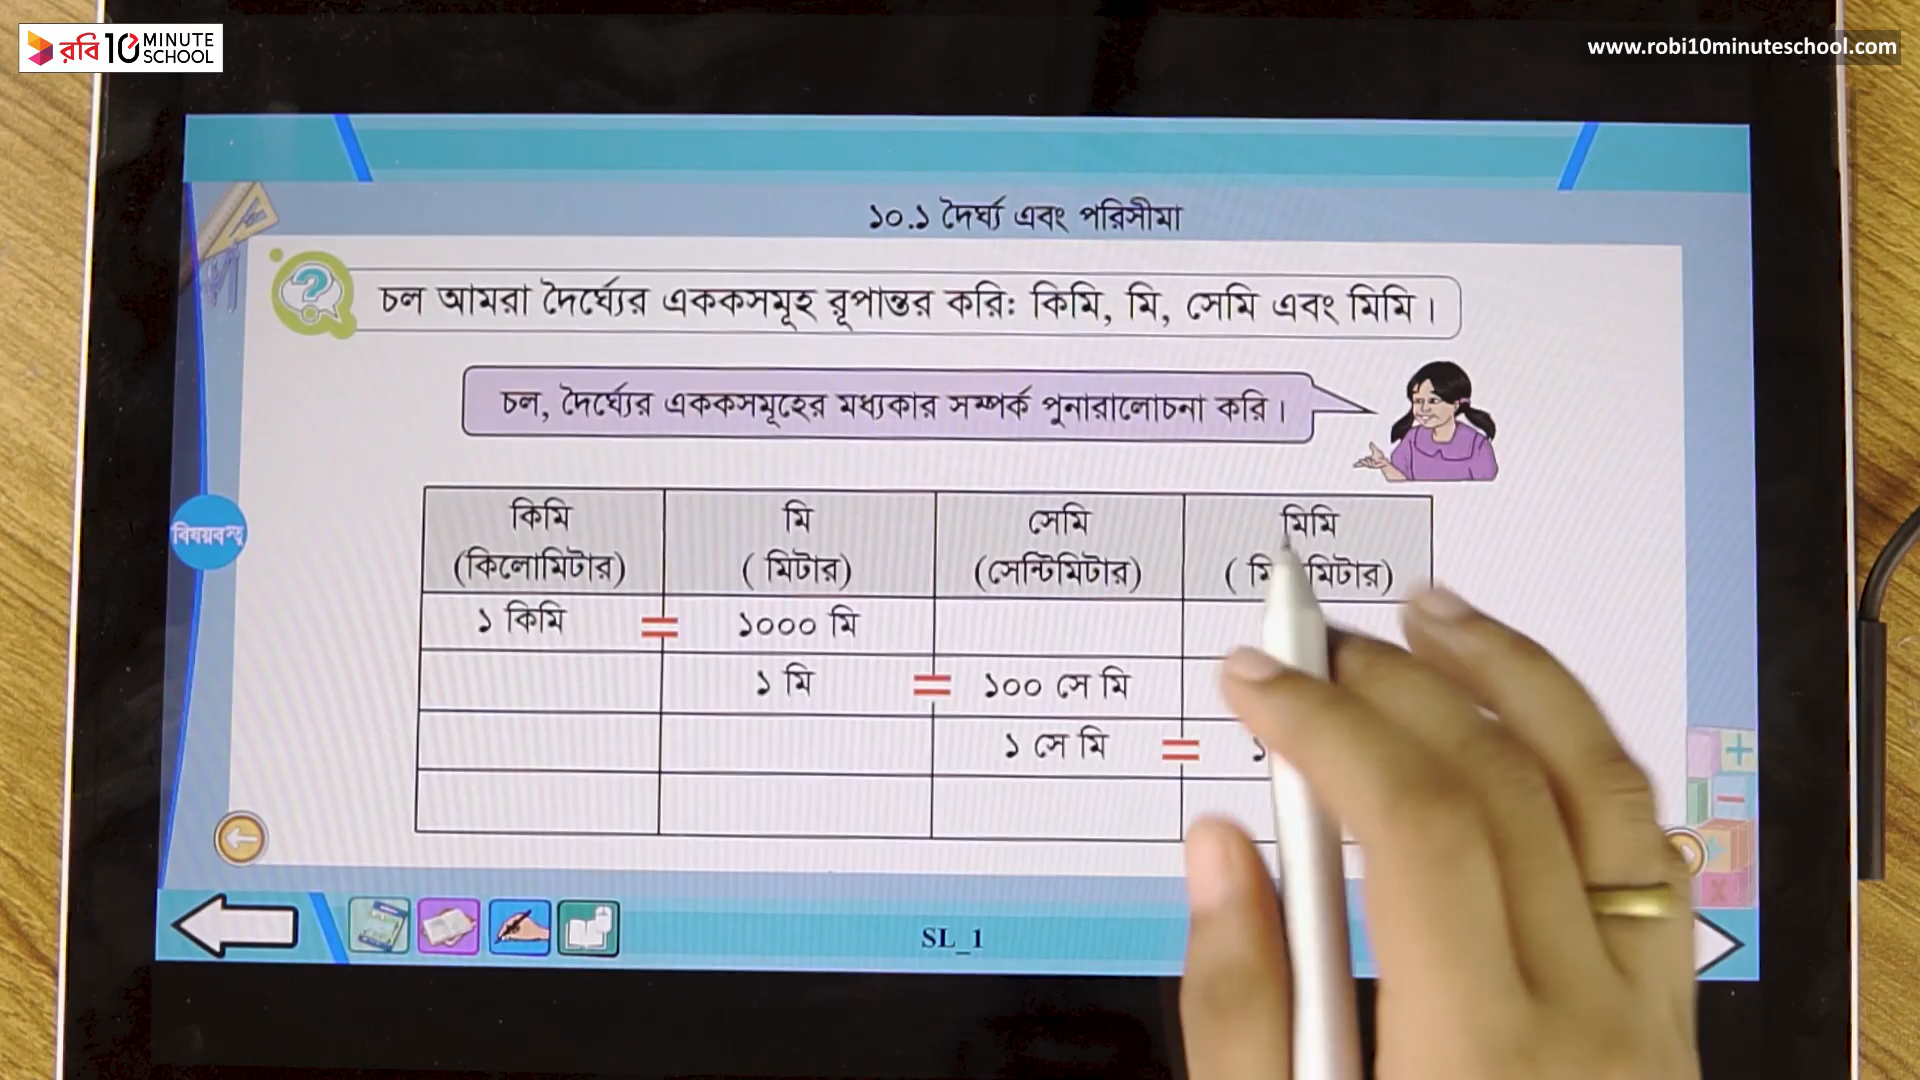 রবি 10 MINUTE SCHOOL
www.robi10minuteschool.com
১০.১ দৈর্ঘ্য এবং পরিসীমা
চল আমরা দৈর্ঘ্যের এককসমূহ রূপান্তর করি: কিমি, মি, সেমি এবং মিমি।
চল, দৈর্ঘ্যের এককসমূহের মধ্যকার সম্পর্ক পুনারালোচনা করি।
কিমি মি সেমি মিমি
(কিলোমিটার) ( মিটার) (সেন্টিমিটার)
বিষয়বস্তু
১ কিমি = ১০০০ মি
১ মি = ১০০ সে মি
১ সে মি =
SL_1